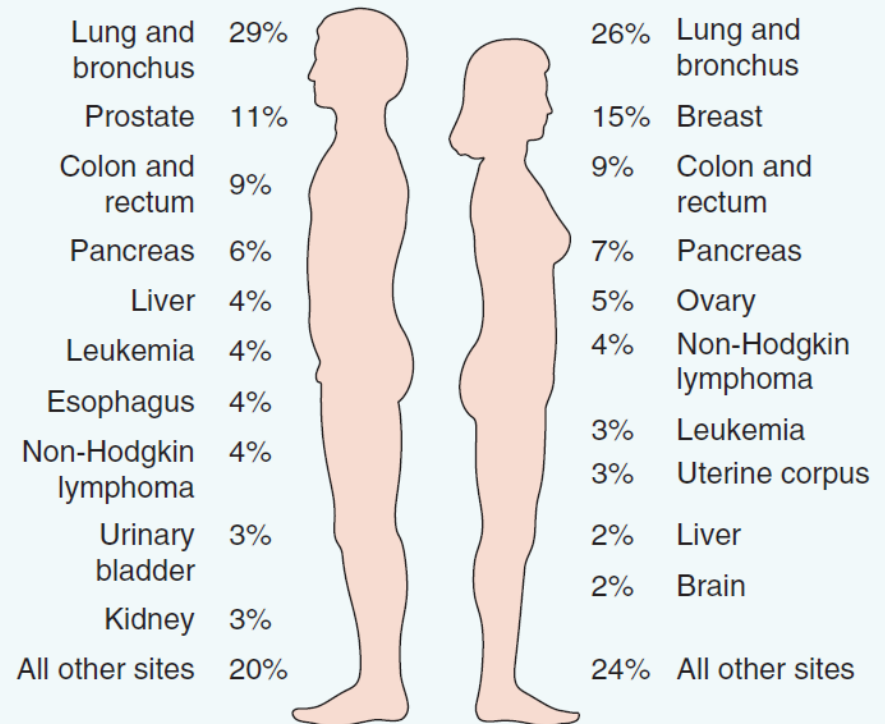 Lung and 29%
bronchus
Prostate 11%
Colon and
rectum 9%
Pancreas 6%
Liver 4%
Leukemia 4%
Esophagus 4%
Non-Hodgkin 4%
lymphoma
Urinary 3%
bladder
Kidney 3%
All other sites 20%
26% Lung and
bronchus
15% Breast
9% Colon and
rectum
7% Pancreas
5% Ovary
4% Non-Hodgkin
lymphoma
3% Leukemia
3% Uterine corpus
2% Liver
2% Brain
24% All other sites